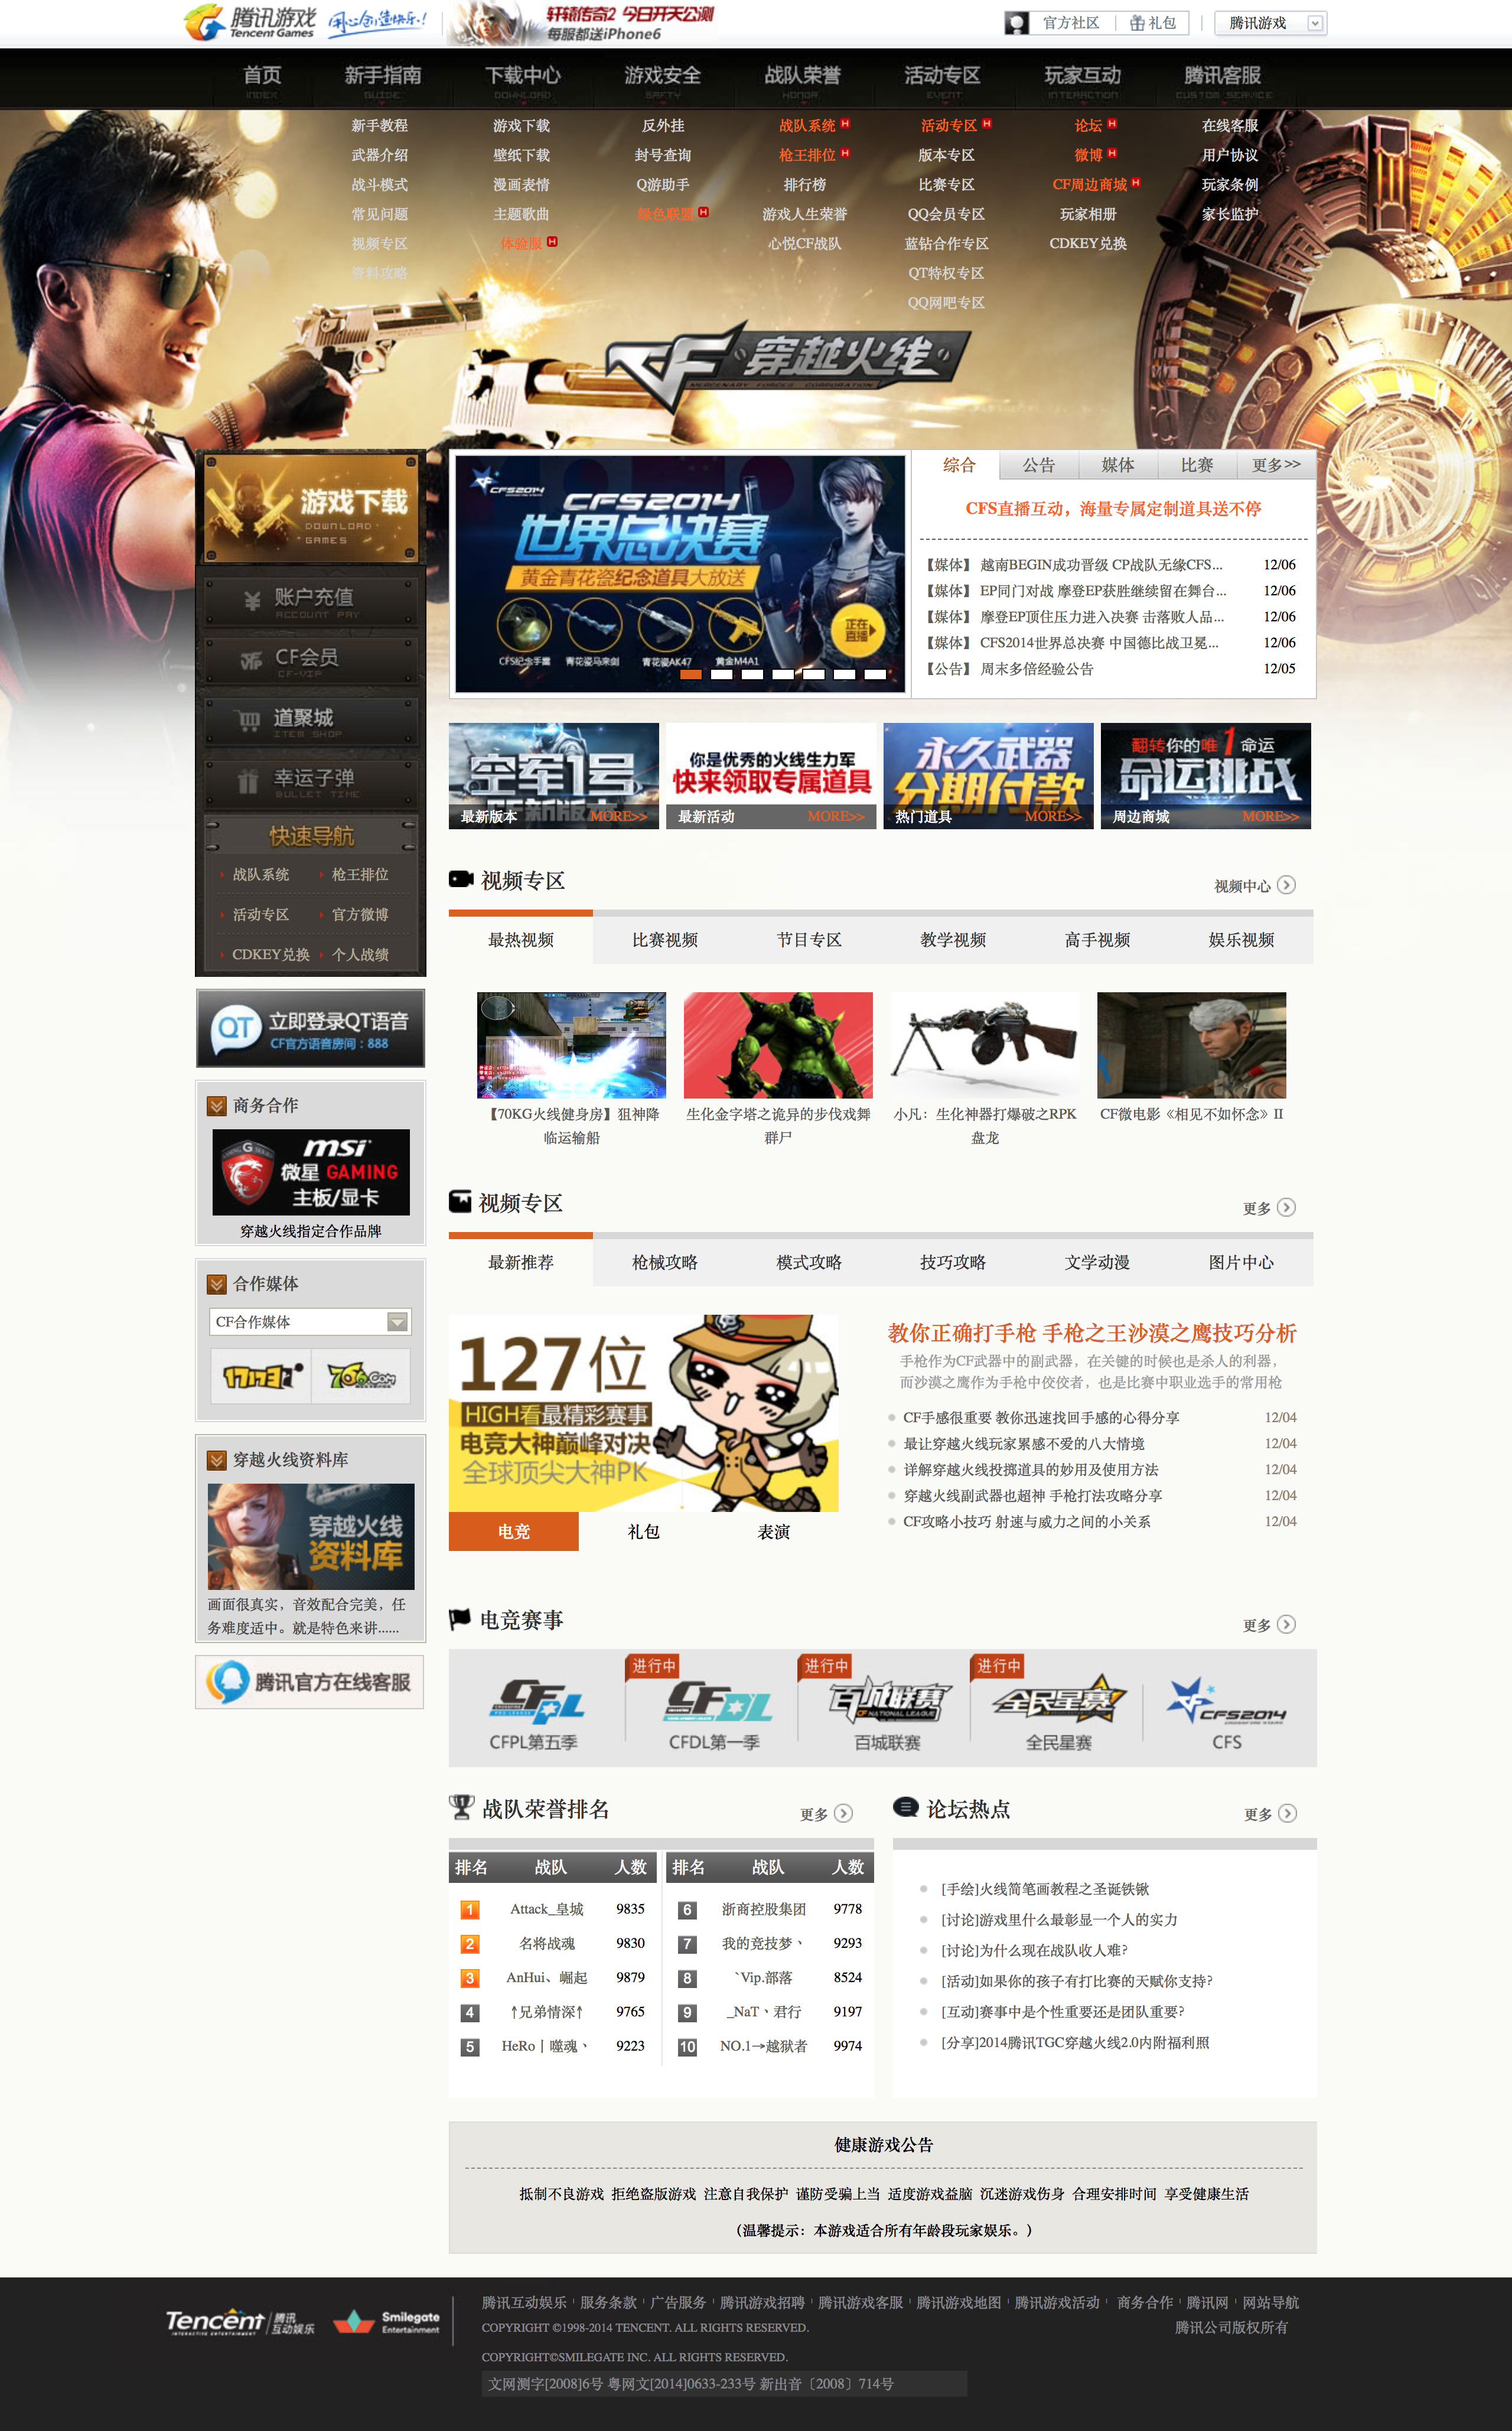 腾讯游戏
Tencent Games
用心创造快乐!
轩辕传奇2 今日开天公测
每服都送iPhone6
官方社区
礼包
腾讯游戏
首页 新手指南 下载中心 游戏安全 战队荣誉 活动专区 玩家互动 腾讯客服
INDEX GUIDE DOWNLOAD SAFTY HONOR EVENT INTERACTION CUSTOM SERVICE
新手教程 游戏下载 反外挂 战队系统 H 活动专区 H 论坛 H 在线客服
武器介绍 壁纸下载 封号查询 枪王排位 H 版本专区 微博 H 用户协议
战斗模式 漫画表情 Q游助手 排行榜 比赛专区 CF周边商城 H 玩家条例
常见问题 主题歌曲 绿色联盟 H 游戏人生荣誉 QQ会员专区 玩家相册 家长监护
视频专区 体验服 H 心悦CF战队 蓝钻合作专区 CDKEY兑换
资料攻略 QT特权专区
QQ网吧专区
CF 穿越火线
MERCENARY FORCES CORPORATION
游戏下载
DOWNLOAD
GAMES
账户充值
ACCOUNT PAY
CF会员
CF-VIP
道聚城
ITEM SHOP
幸运子弹
BULLET TIME
快速导航
战队系统 枪王排位
活动专区 官方微博
CDKEY兑换 个人战绩
QT 立即登录QT语音
CF官方语音房间：888
商务合作
msi
微星 GAMING
主板/显卡
穿越火线指定合作品牌
合作媒体
CF合作媒体
17173
766.COM
穿越火线资料库
穿越火线
资料库
画面很真实，音效配合完美，任
务难度适中。就是特色来讲......
腾讯官方在线客服
CFS2014
CFS2014
世界总决赛
黄金青花瓷纪念道具大放送
CFS纪念手雷 青花瓷马来剑 青花瓷AK47 黄金M4A1
正在
直播
综合 公告 媒体 比赛 更多>>
CFS直播互动，海量专属定制道具送不停
【媒体】 越南BEGIN成功晋级 CP战队无缘CFS... 12/06
【媒体】 EP同门对战 摩登EP获胜继续留在舞台... 12/06
【媒体】 摩登EP顶住压力进入决赛 击落败人品... 12/06
【媒体】 CFS2014世界总决赛 中国德比战卫冕... 12/06
【公告】 周末多倍经验公告 12/05
空军1号
最新版本 MORE>>
你是优秀的火线生力军
快来领取专属道具
最新活动 MORE>>
永久武器
分期付款
热门道具 MORE>>
翻转你的唯1命运
命运挑战
周边商城 MORE>>
视频专区
视频中心
最热视频 比赛视频 节目专区 教学视频 高手视频 娱乐视频
【70KG火线健身房】狙神降
临运输船
生化金字塔之诡异的步伐戏舞
群尸
小凡：生化神器打爆破之RPK
盘龙
CF微电影《相见不如怀念》II
视频专区
更多
最新推荐 枪械攻略 模式攻略 技巧攻略 文学动漫 图片中心
127位
HIGH看最精彩赛事
电竞大神巅峰对决
全球顶尖大神PK
电竞 礼包 表演
教你正确打手枪 手枪之王沙漠之鹰技巧分析
手枪作为CF武器中的副武器，在关键的时候也是杀人的利器，
而沙漠之鹰作为手枪中佼佼者，也是比赛中职业选手的常用枪
CF手感很重要 教你迅速找回手感的心得分享 12/04
最让穿越火线玩家累感不爱的八大情境 12/04
详解穿越火线投掷道具的妙用及使用方法 12/04
穿越火线副武器也超神 手枪打法攻略分享 12/04
CF攻略小技巧 射速与威力之间的小关系 12/04
电竞赛事
更多
进行中 进行中 进行中
CFPL
百城联赛
CF NATIONAL LEAGUE
全民星赛
CFS2014
CFPL第五季 CFDL第一季 百城联赛 全民星赛 CFS
战队荣誉排名
更多
排名 战队 人数 排名 战队 人数
1 Attack_皇城 9835 6 浙商控股集团 9778
2 名将战魂 9830 7 我的竞技梦丶 9293
3 AnHui、崛起 9879 8 `Vip.部落 8524
4 ↑兄弟情深↑ 9765 9 _NaT丶君行 9197
5 HeRo丨噬魂丶 9223 10 NO.1→越狱者 9974
论坛热点
更多
[手绘]火线简笔画教程之圣诞铁锹
[讨论]游戏里什么最彰显一个人的实力
[讨论]为什么现在战队收人难?
[活动]如果你的孩子有打比赛的天赋你支持?
[互动]赛事中是个性重要还是团队重要?
[分享]2014腾讯TGC穿越火线2.0内附福利照
健康游戏公告
抵制不良游戏 拒绝盗版游戏 注意自我保护 谨防受骗上当 适度游戏益脑 沉迷游戏伤身 合理安排时间 享受健康生活
（温馨提示：本游戏适合所有年龄段玩家娱乐。）
Tencent 腾讯
INTERACTIVE ENTERTAINMENT 互动娱乐
Smilegate
Entertainment
腾讯互动娱乐 服务条款 广告服务 腾讯游戏招聘 腾讯游戏客服 腾讯游戏地图 腾讯游戏活动 商务合作 腾讯网 网站导航
COPYRIGHT ©1998-2014 TENCENT. ALL RIGHTS RESERVED. 腾讯公司版权所有
COPYRIGHT©SMILEGATE INC. ALL RIGHTS RESERVED.
文网测字[2008]6号 粤网文[2014]0633-233号 新出音〔2008〕714号